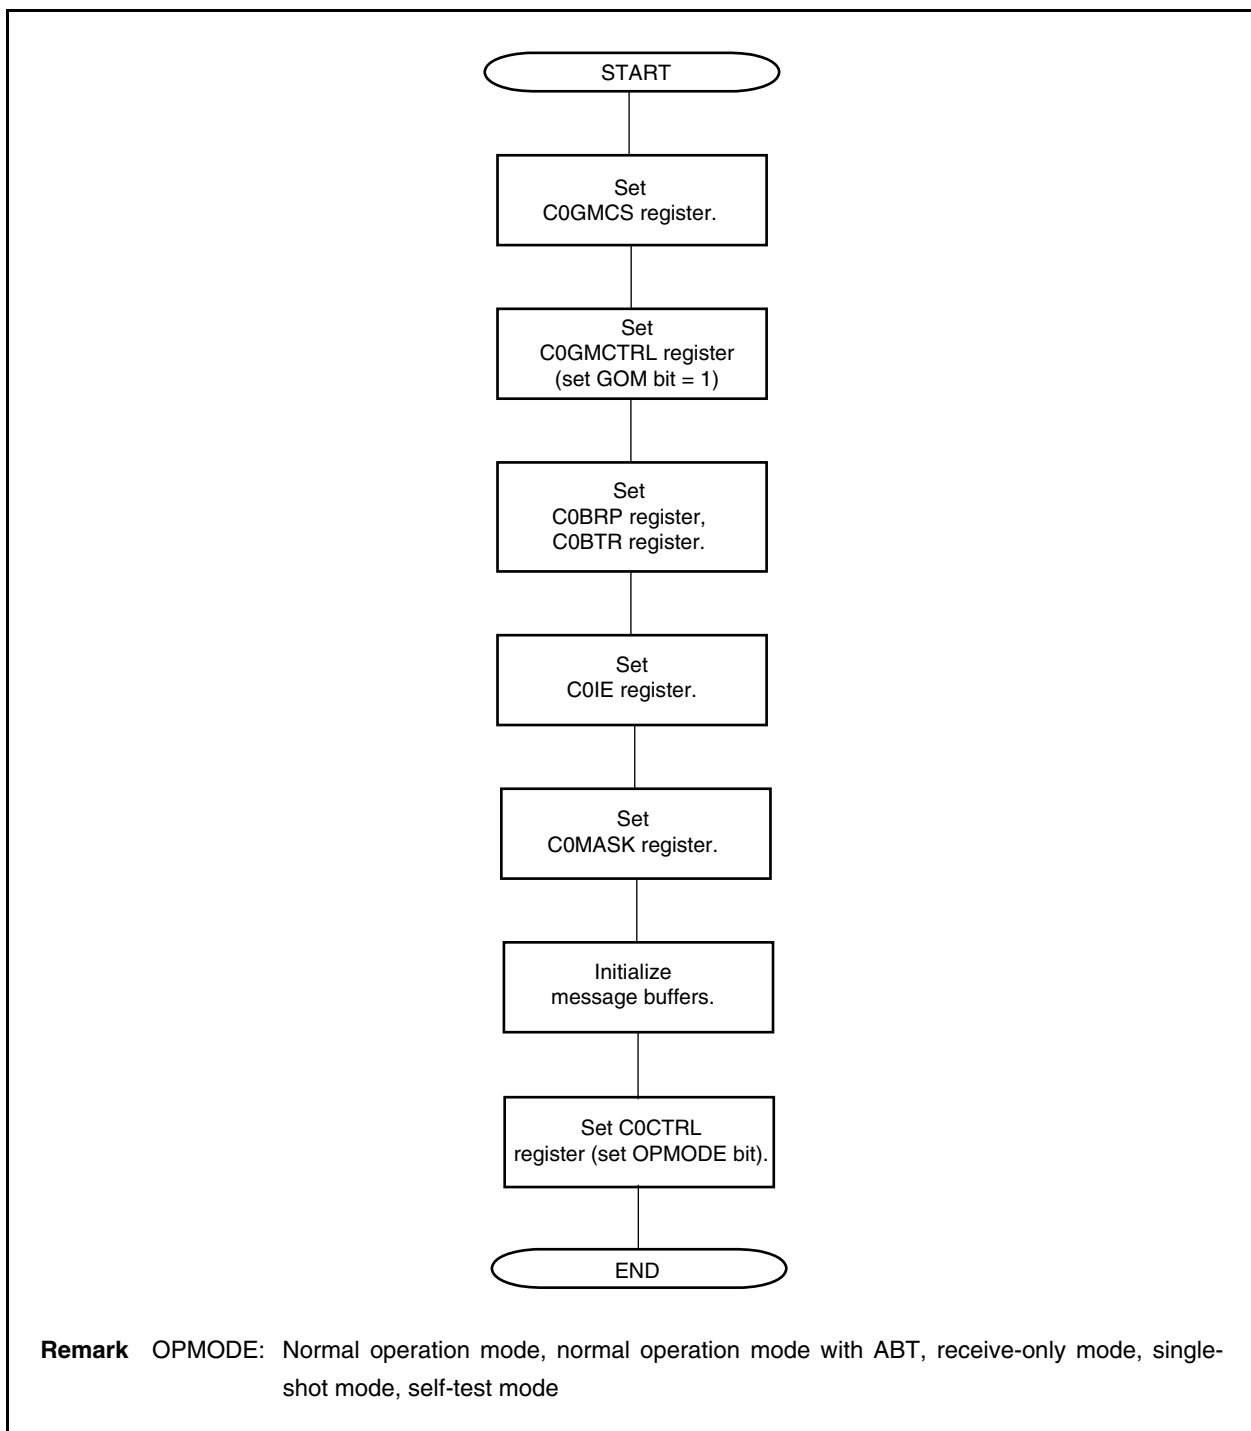 START
Set
C0GMCS register.
Set
C0GMCTRL register
(set GOM bit = 1)
Set
C0BRP register,
C0BTR register.
Set
C0IE register.
Set
C0MASK register.
Initialize
message buffers.
Set C0CTRL
register (set OPMODE bit).
END
Remark OPMODE: Normal operation mode, normal operation mode with ABT, receive-only mode, single-
shot mode, self-test mode